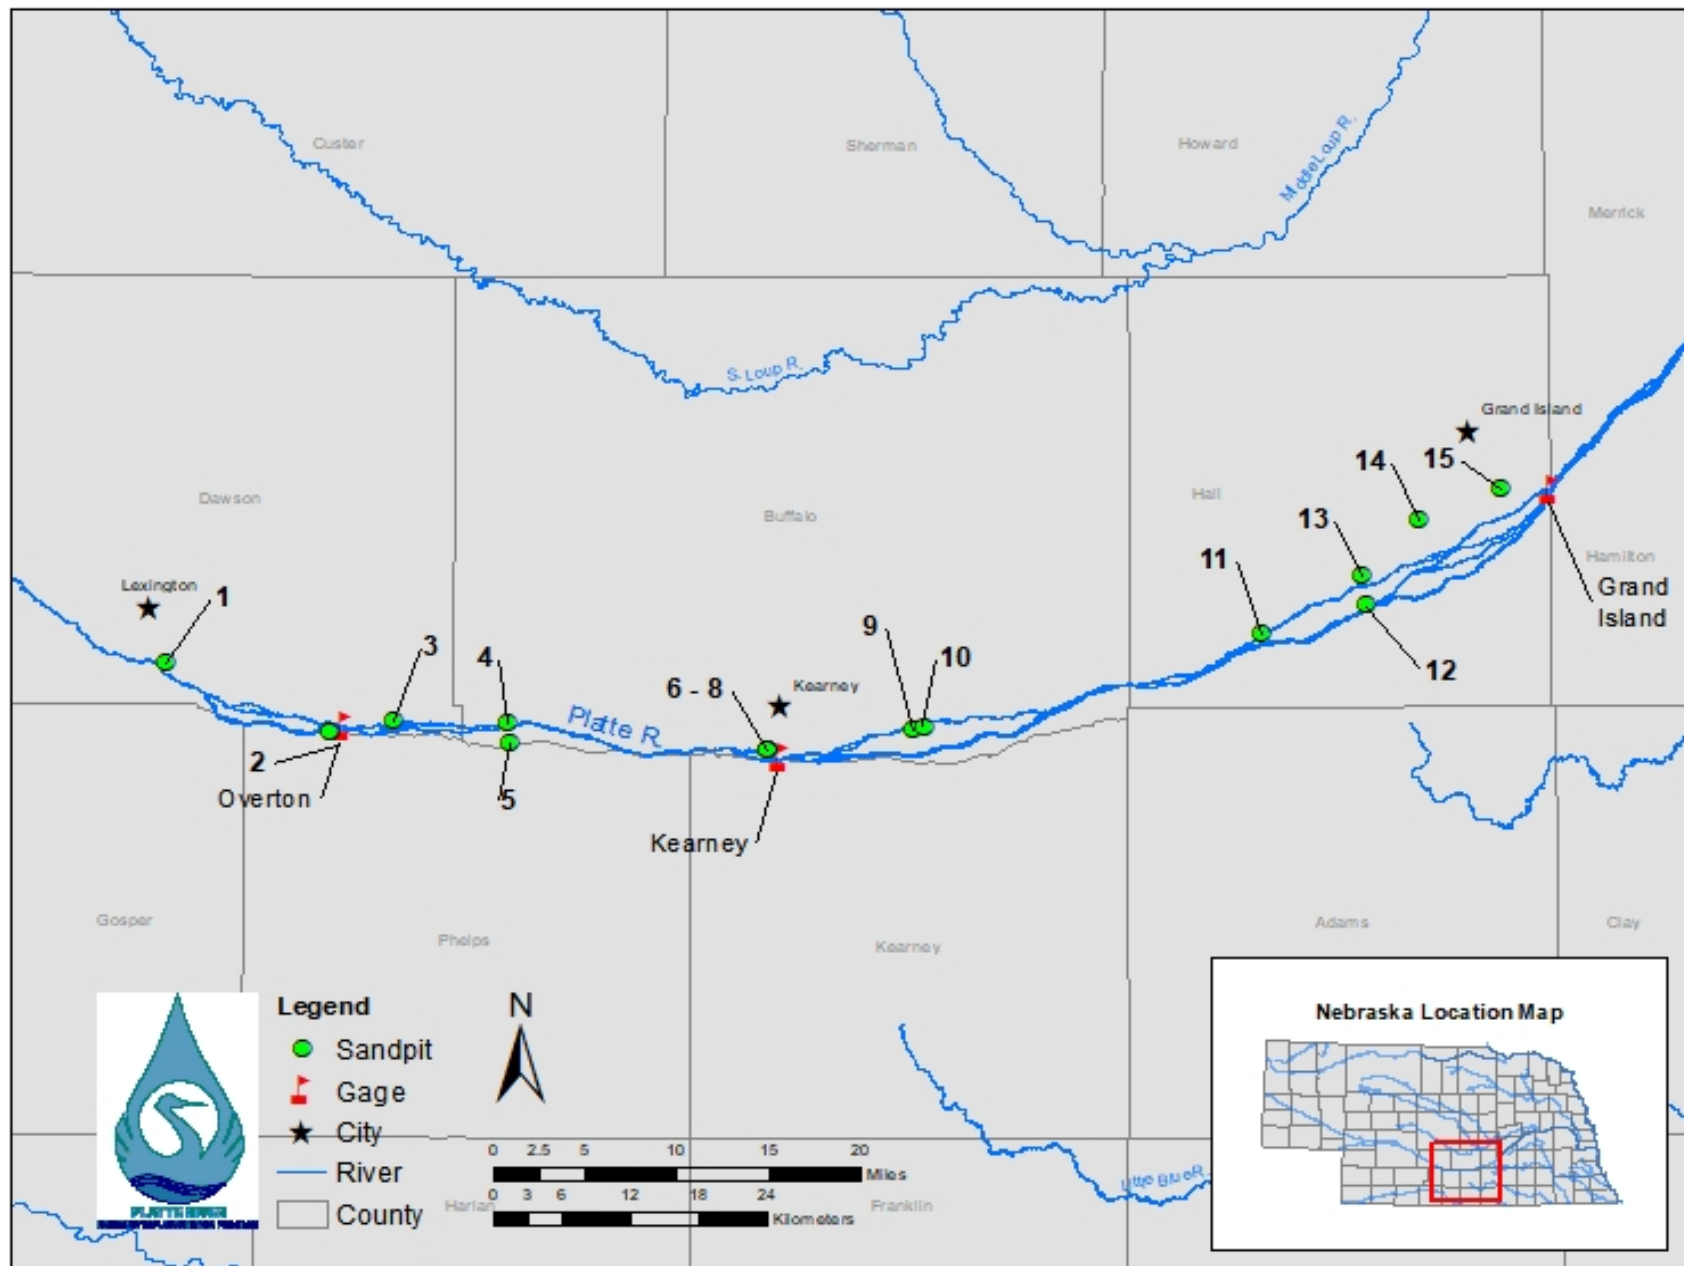 Custer
Sherman
Howard
Middle Loup R.
Merrick
S. Loup R.
Grand Island
14
15
Dawson
Hall
Buffalo
13
Hamilton
11
Lexington
1
Grand
Island
9
3
4
10
12
6 - 8
Kearney
Platte R.
2
Overton
5
Kearney
Gosper
Phelps
Kearney
Adams
Clay
Legend
Sandpit
Gage
City
River
County
N
0 2.5 5 10 15 20
Miles
0 3 6 12 18 24
Kilometers
Harlan
Franklin
Little Blue R.
Nebraska Location Map
PLATTE RIVER